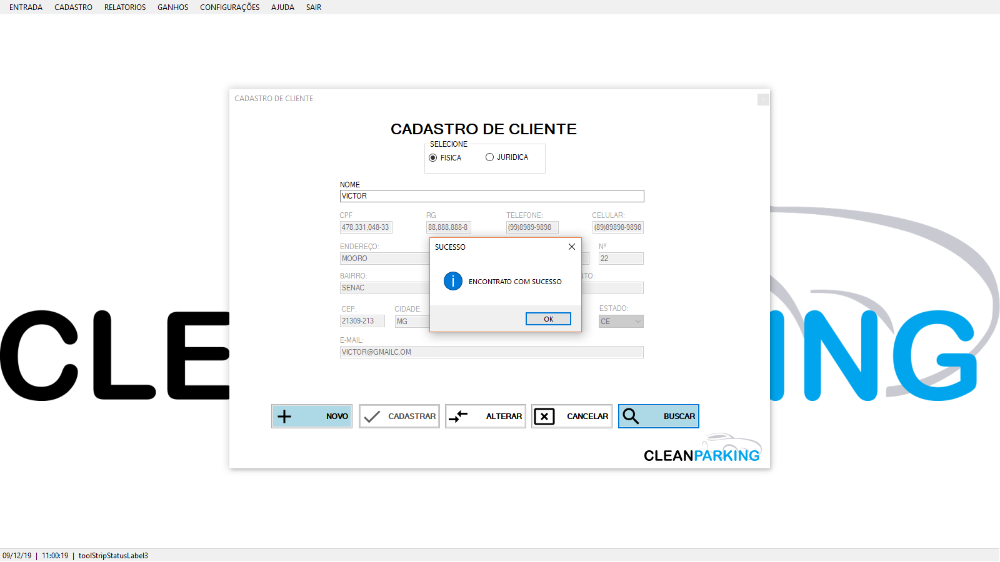 ENTRADA CADASTRO RELATORIOS GANHOS CONFIGURAÇÕES AJUDA SAIR
CADASTRO DE CLIENTE
CADASTRO DE CLIENTE
SELECIONE
FISICA JURIDICA
NOME
VICTOR
CPF RG TELEFONE: CELULAR:
478,331,048-33 88,888,888-8 (99)8989-9898 (89)89898-9898
ENDEREÇO: Nº
MOORO 22
BAIRRO: NTO:
SENAC
CEP: CIDADE: ESTADO:
21309-213 MG CE
E-MAIL:
VICTOR@GMAILC.OM
SUCESSO
ENCONTRATO COM SUCESSO
OK
NOVO CADASTRAR ALTERAR CANCELAR BUSCAR
CLEANPARKING
CLE ING
09/12/19 | 11:00:19 | toolStripStatusLabel3